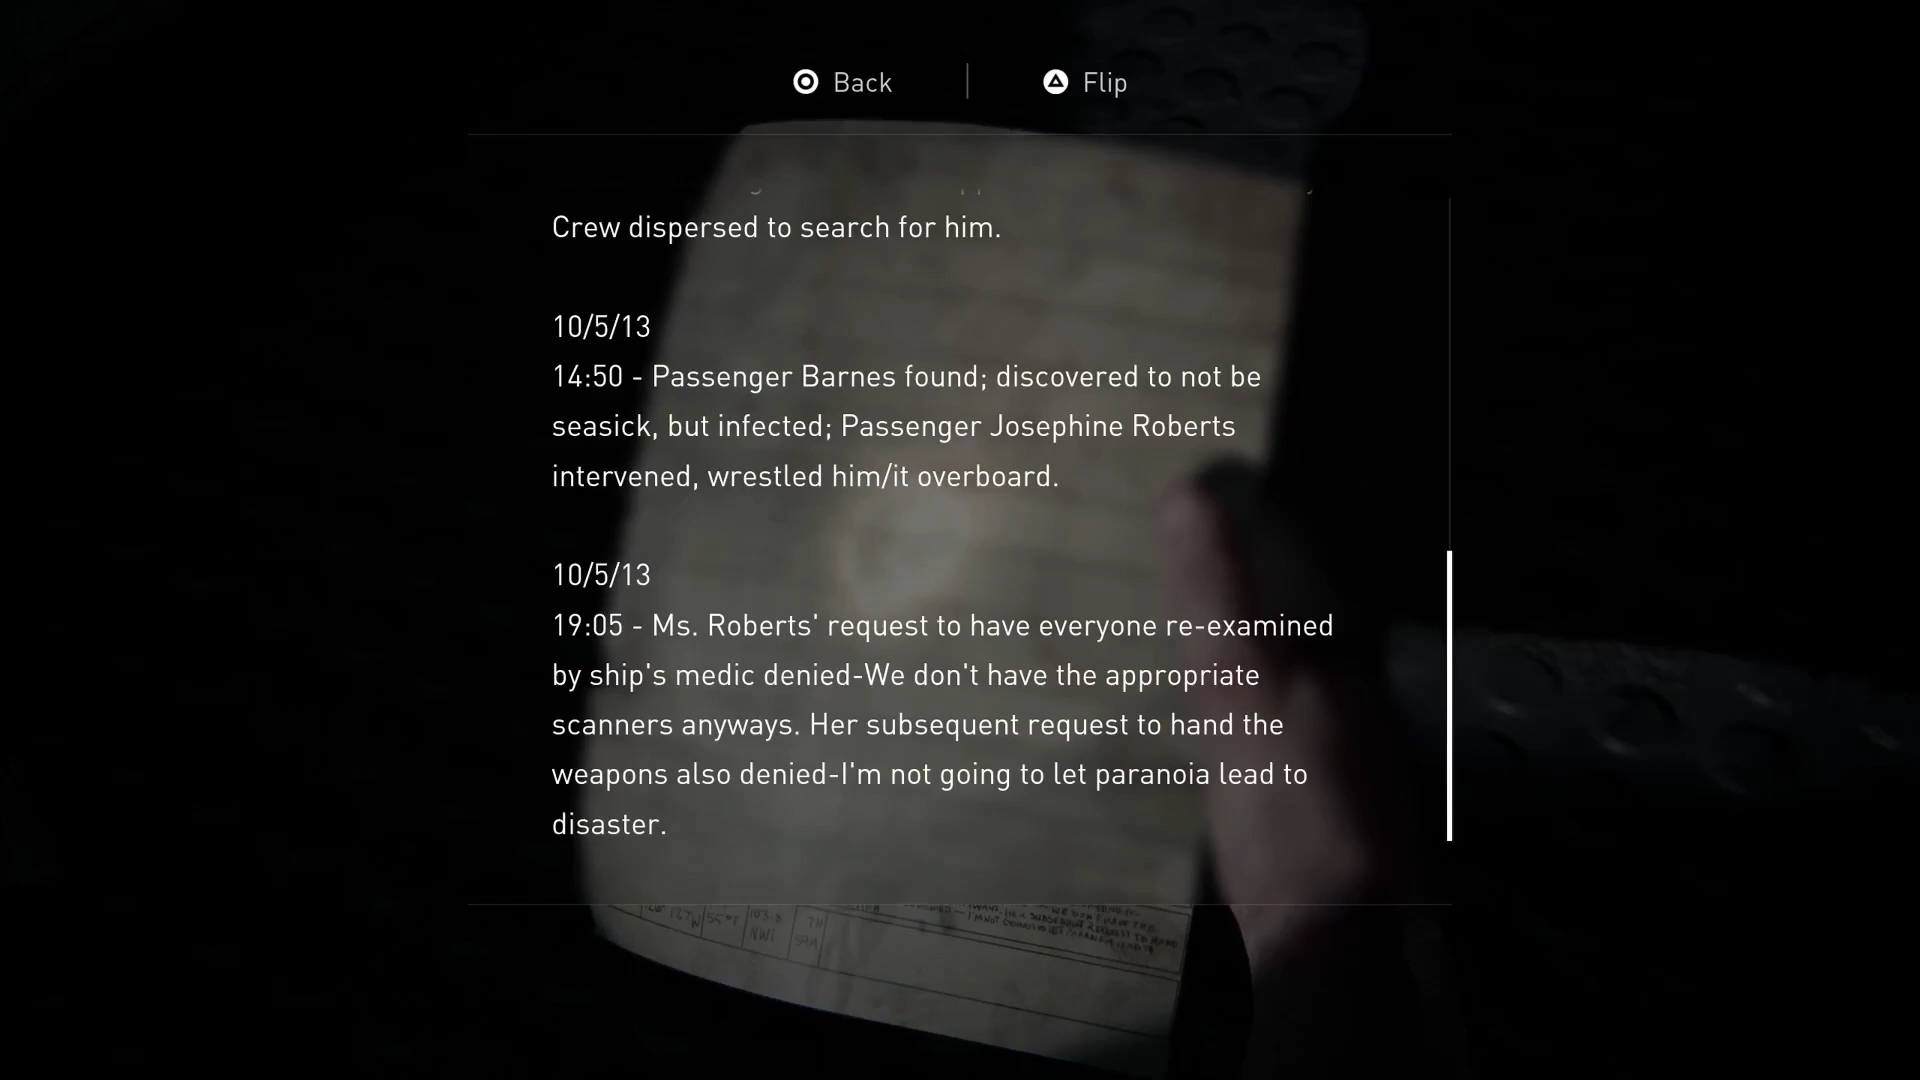 Back
Flip
Crew dispersed to search for him.
10/5/13
14:50 - Passenger Barnes found; discovered to not be
seasick, but infected; Passenger Josephine Roberts
intervened, wrestled him/it overboard.
10/5/13
19:05 - Ms. Roberts' request to have everyone re-examined
by ship's medic denied-We don't have the appropriate
scanners anyways. Her subsequent request to hand the
weapons also denied-I'm not going to let paranoia lead to
disaster.